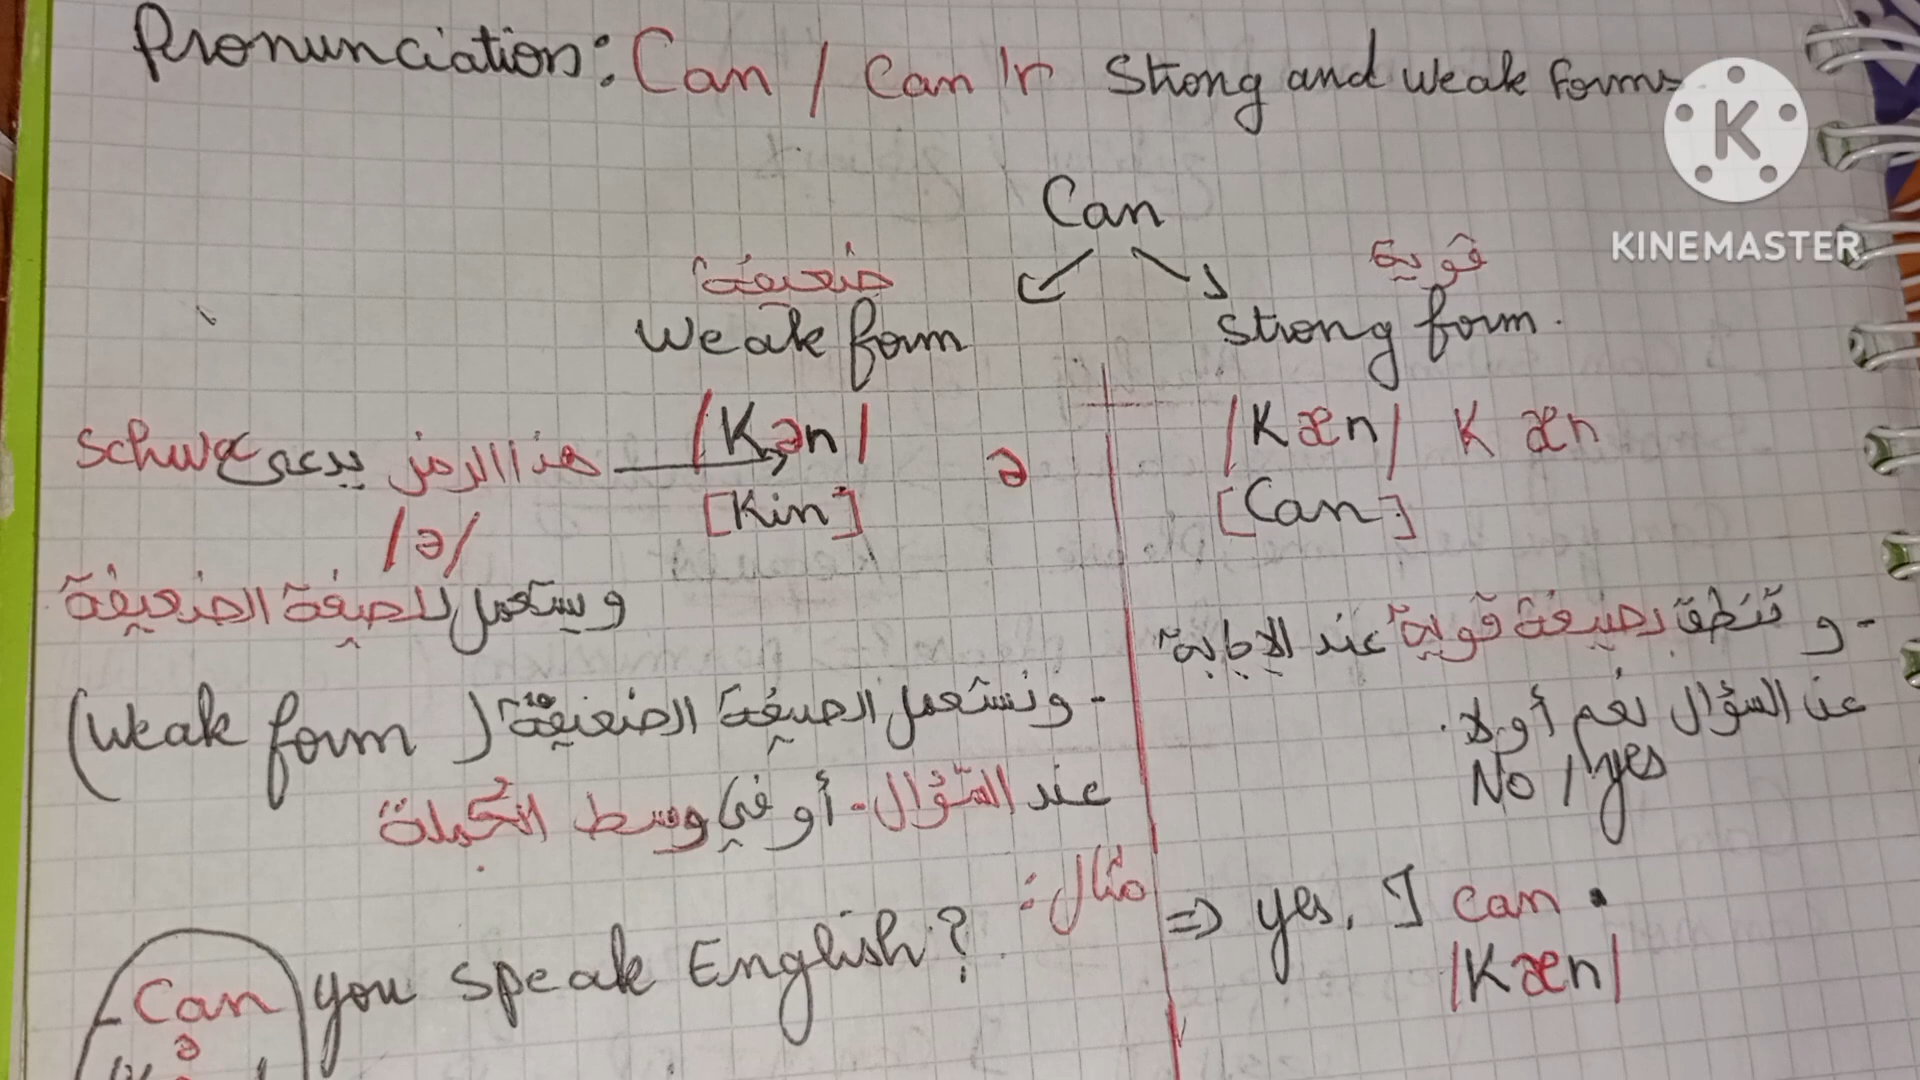 Pronunciation: Can / Can't Strong and weak forms
K
KINEMASTER
Can
ضعيفة
قوية
Weak form
Strong form.
/Kən/
ə
/Kæn/ K æn
هذا الرمز يدعى schwa
[Kin]
[Can]
/ə/
ويستعمل للصيغة الضعيفة
- و تنطق بصيغة قوية عند الإجابة
عن السؤال نعم أو لا.
No / yes
- ونستعمل الصيغة الضعيفة (weak form)
عند السؤال - أو في وسط الجملة
مثال:
- Can you speak English?
ə
=> yes, I can.
/Kæn/